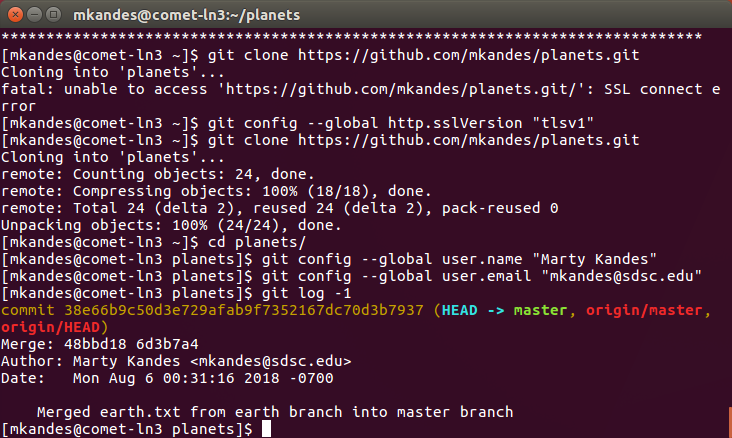 mkandes@comet-ln3:~/planets
******************************************************************************
[mkandes@comet-ln3 ~]$ git clone https://github.com/mkandes/planets.git
Cloning into 'planets'...
fatal: unable to access 'https://github.com/mkandes/planets.git/': SSL connect e
rror
[mkandes@comet-ln3 ~]$ git config --global http.sslVersion "tlsv1"
[mkandes@comet-ln3 ~]$ git clone https://github.com/mkandes/planets.git
Cloning into 'planets'...
remote: Counting objects: 24, done.
remote: Compressing objects: 100% (18/18), done.
remote: Total 24 (delta 2), reused 24 (delta 2), pack-reused 0
Unpacking objects: 100% (24/24), done.
[mkandes@comet-ln3 ~]$ cd planets/
[mkandes@comet-ln3 planets]$ git config --global user.name "Marty Kandes"
[mkandes@comet-ln3 planets]$ git config --global user.email "mkandes@sdsc.edu"
[mkandes@comet-ln3 planets]$ git log -1
commit 38e66b9c50d3e729afab9f7352167dc70d3b7937 (HEAD -> master, origin/master,
origin/HEAD)
Merge: 48bbd18 6d3b7a4
Author: Marty Kandes <mkandes@sdsc.edu>
Date:   Mon Aug 6 00:31:16 2018 -0700
    Merged earth.txt from earth branch into master branch
[mkandes@comet-ln3 planets]$